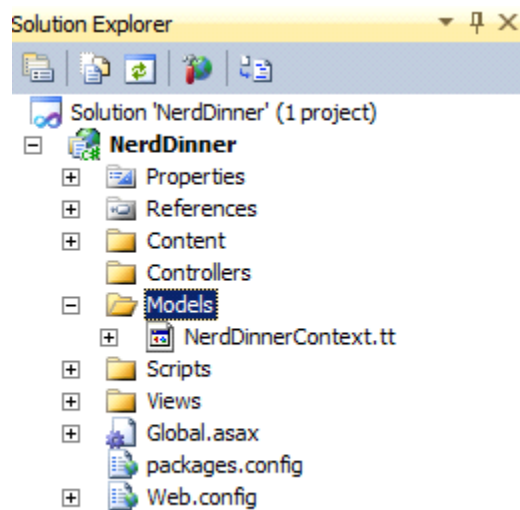 Solution Explorer
Solution 'NerdDinner' (1 project)
NerdDinner
Properties
References
Content
Controllers
Models
NerdDinnerContext.tt
Scripts
Views
Global.asax
packages.config
Web.config